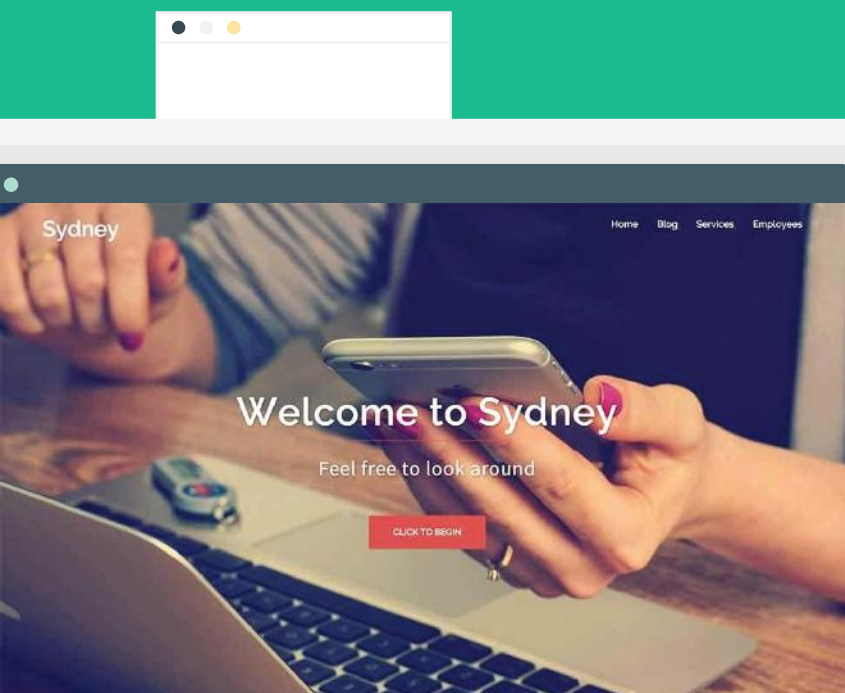 Sydney
Home Blog Services Employees
Welcome to Sydney
Feel free to look around
CLICK TO BEGIN